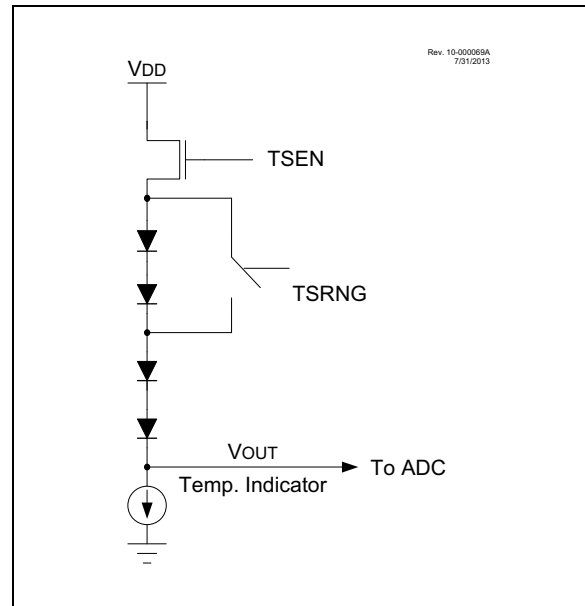 Rev. 10-000069A
7/31/2013
VDD
TSEN
TSRNG
VOUT
Temp. Indicator
To ADC